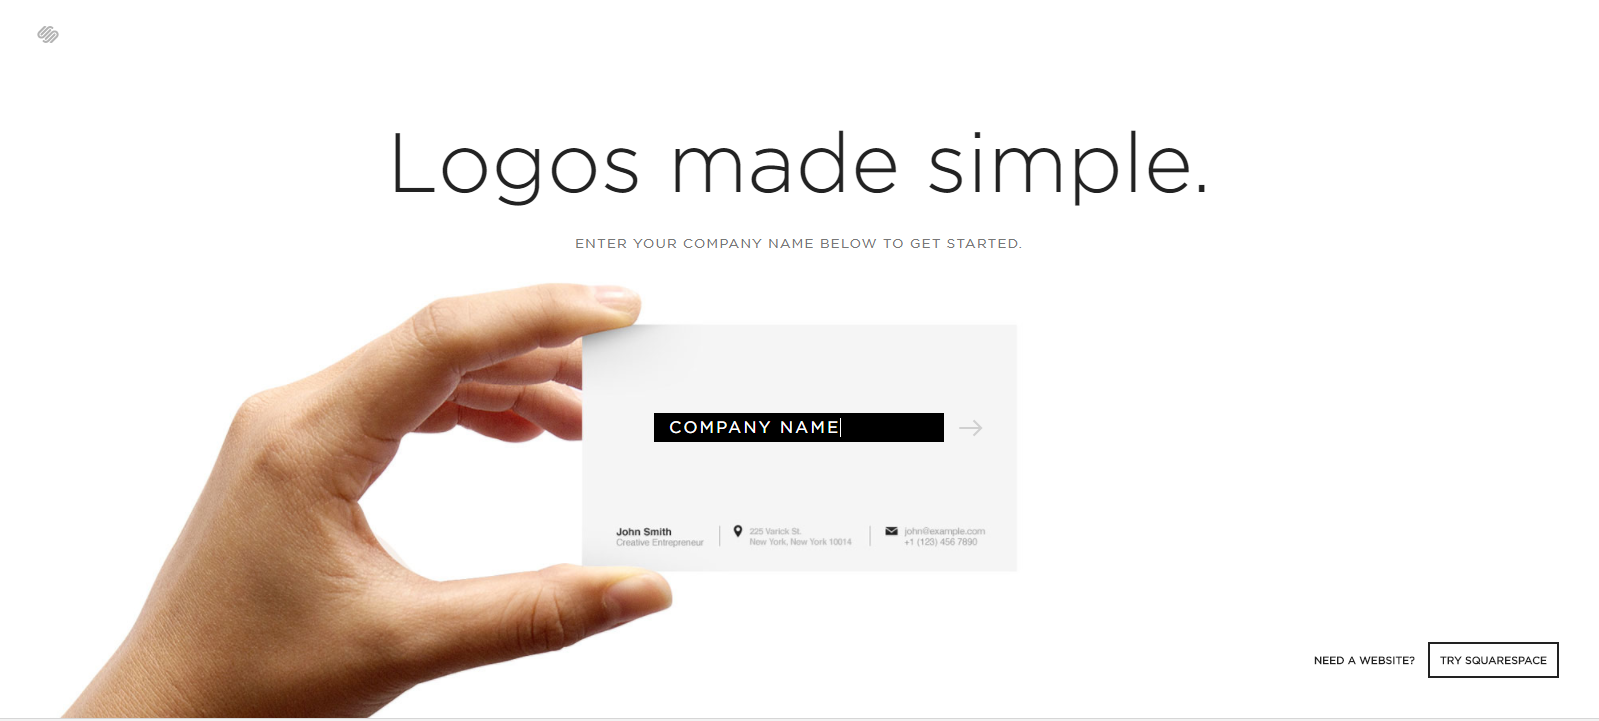 Logos made simple.
ENTER YOUR COMPANY NAME BELOW TO GET STARTED.
COMPANY NAME
John Smith
Creative Entrepreneur
225 Varick St.
New York, New York 10014
john@example.com
+1 (123) 456 7890
NEED A WEBSITE? TRY SQUARESPACE